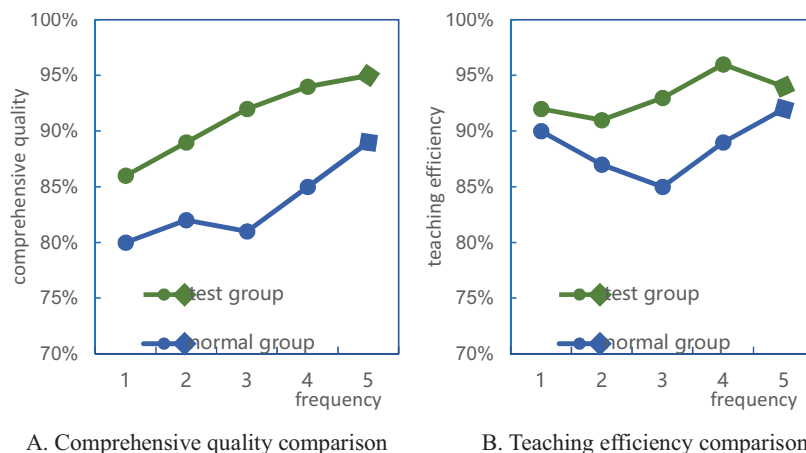 100%
95%
90%
85%
80%
75%
70%
comprehensive quality
test group
normal group
1 2 3 4 5
frequency
A. Comprehensive quality comparison
100%
95%
90%
85%
80%
75%
70%
teaching efficiency
test group
normal group
1 2 3 4 5
frequency
B. Teaching efficiency comparison